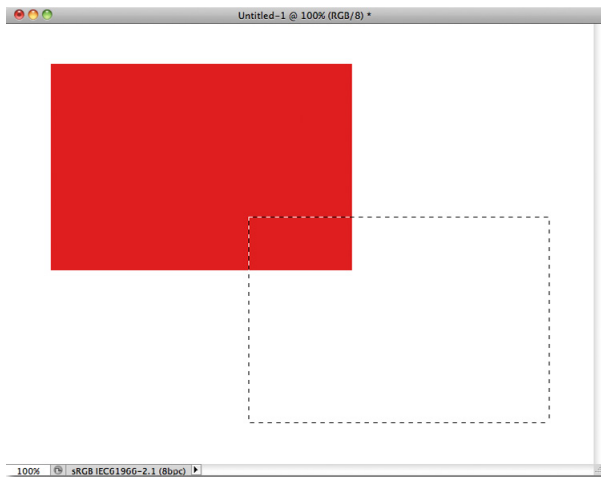 Untitled-1 @ 100% (RGB/8) *
100% sRGB IEC61966-2.1 (8bpc)